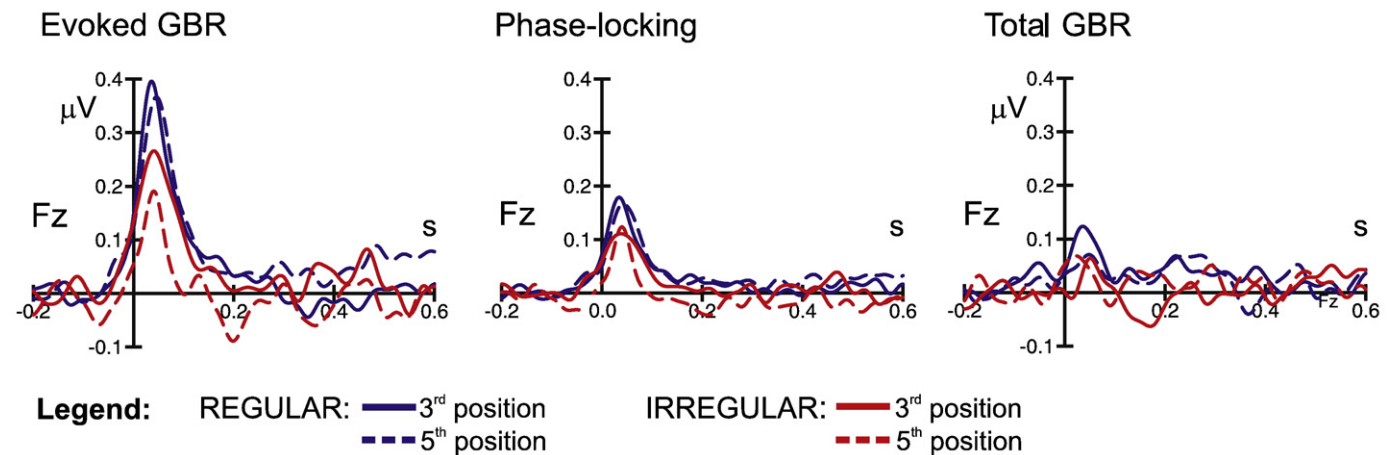 Evoked GBR
Phase-locking
Total GBR
0.4
μV
0.3
0.2
Fz
s
0.1
-0.2
0.2
0.4
0.6
-0.1
0.4
0.3
0.2
Fz
s
0.1
-0.2
0.0
0.2
0.4
0.6
0.4
μV
0.3
0.2
Fz
s
0.1
-0.2
0.2
0.4
Fz
0.6
-0.1
Legend:
REGULAR: 3rd position
5th position
IRREGULAR: 3rd position
5th position